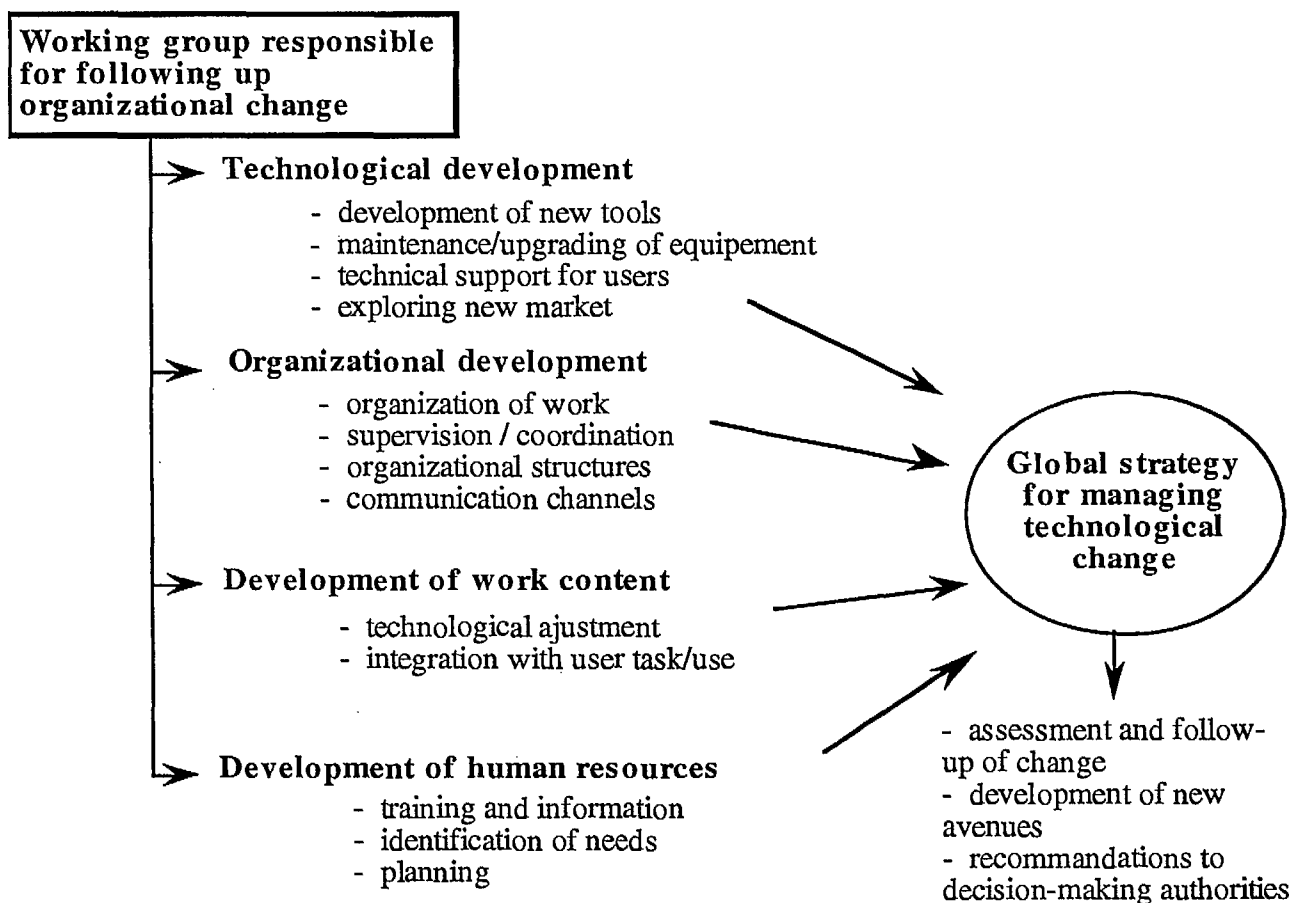 Working group responsible
for following up
organizational change
Technological development
- development of new tools
- maintenance/upgrading of equipement
- technical support for users
- exploring new market
Organizational development
- organization of work
- supervision / coordination
- organizational structures
- communication channels
Development of work content
- technological ajustment
- integration with user task/use
Development of human resources
- training and information
- identification of needs
- planning
Global strategy
for managing
technological
change
- assessment and follow-
up of change
- development of new
avenues
- recommandations to
decision-making authorities